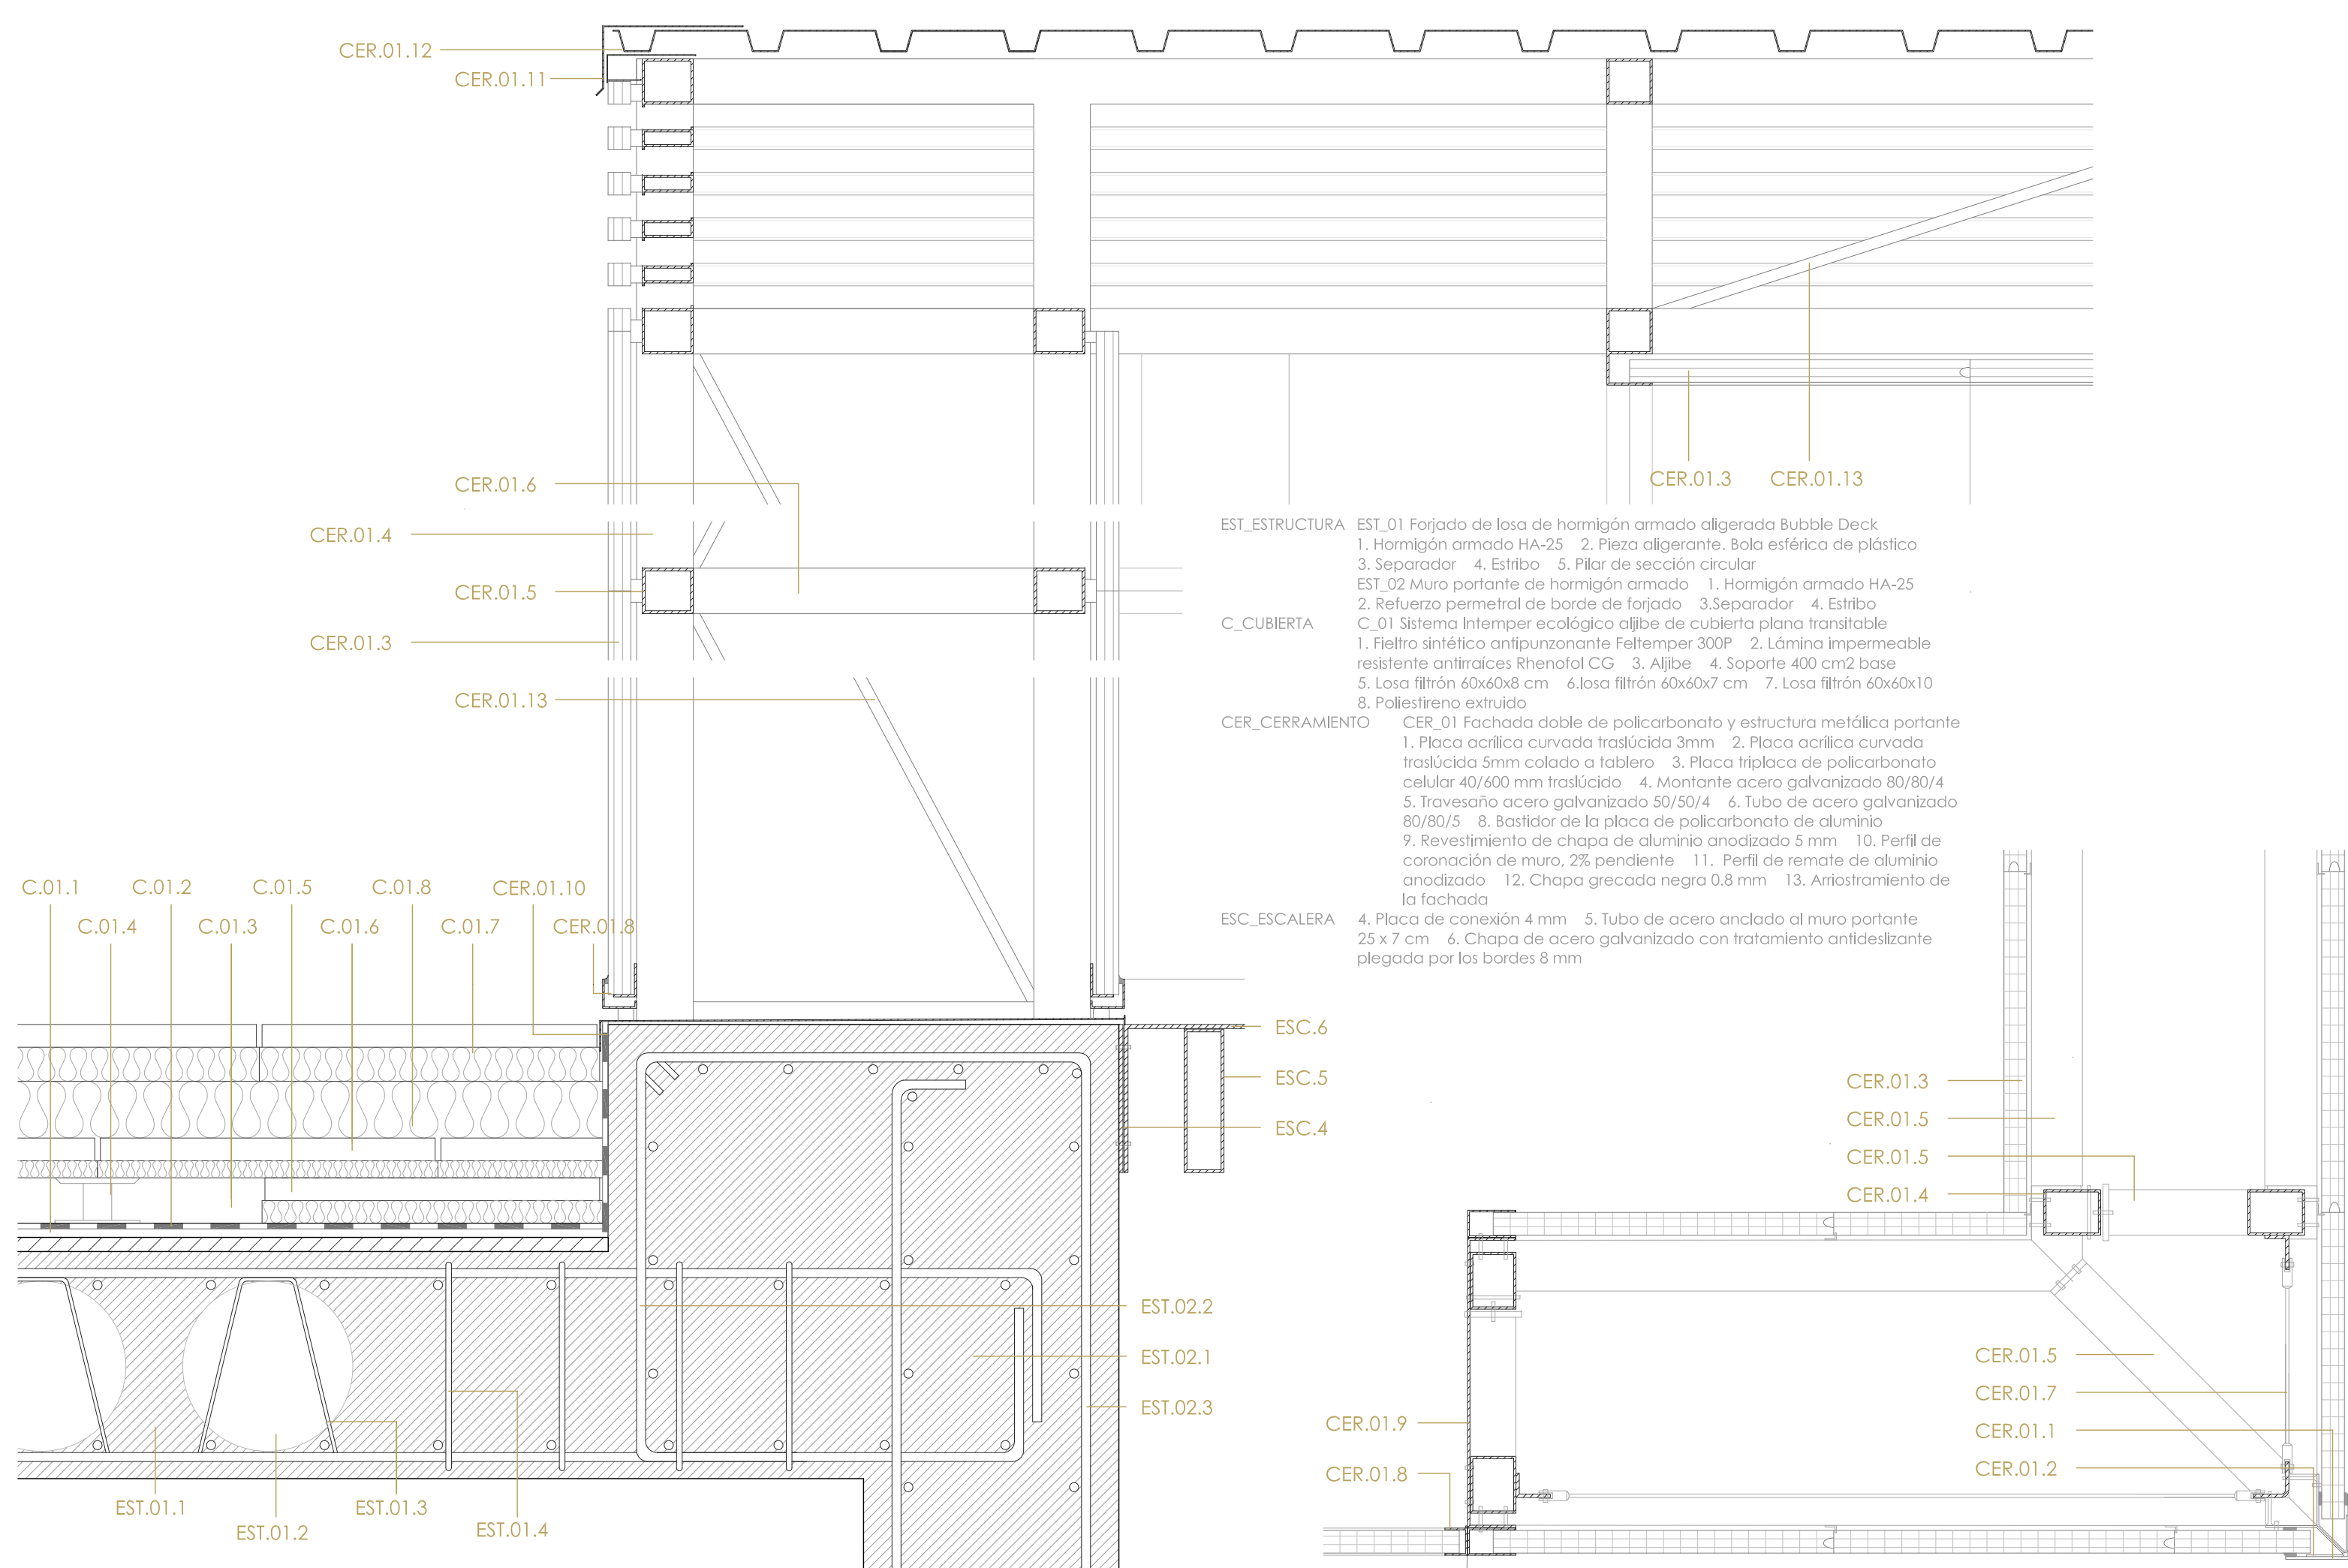 CER.01.12
CER.01.11
CER.01.6
CER.01.4
CER.01.5
CER.01.3
CER.01.13
CER.01.3 CER.01.13
EST_ESTRUCTURA EST_01 Forjado de losa de hormigón armado aligerada Bubble Deck
1. Hormigón armado HA-25 2. Pieza aligerante. Bola esférica de plástico
3. Separador 4. Estribo 5. Pilar de sección circular
EST_02 Muro portante de hormigón armado 1. Hormigón armado HA-25
2. Refuerzo permetral de borde de forjado 3.Separador 4. Estribo
C_CUBIERTA C_01 Sistema Intemper ecológico aljibe de cubierta plana transitable
1. Fieltro sintético antipunzonante Feltemper 300P 2. Lámina impermeable
resistente antirraíces Rhenofol CG 3. Aljibe 4. Soporte 400 cm2 base
5. Losa filtrón 60x60x8 cm 6.losa filtrón 60x60x7 cm 7. Losa filtrón 60x60x10
8. Poliestireno extruido
CER_CERRAMIENTO CER_01 Fachada doble de policarbonato y estructura metálica portante
1. Placa acrílica curvada traslúcida 3mm 2. Placa acrílica curvada
traslúcida 5mm colado a tablero 3. Placa triplaca de policarbonato
celular 40/600 mm traslúcido 4. Montante acero galvanizado 80/80/4
5. Travesaño acero galvanizado 50/50/4 6. Tubo de acero galvanizado
80/80/5 8. Bastidor de la placa de policarbonato de aluminio
9. Revestimiento de chapa de aluminio anodizado 5 mm 10. Perfil de
coronación de muro, 2% pendiente 11. Perfil de remate de aluminio
anodizado 12. Chapa grecada negra 0.8 mm 13. Arriostramiento de
la fachada
ESC_ESCALERA 4. Placa de conexión 4 mm 5. Tubo de acero anclado al muro portante
25 x 7 cm 6. Chapa de acero galvanizado con tratamiento antideslizante
plegada por los bordes 8 mm
C.01.1 C.01.2 C.01.5 C.01.8 CER.01.10
C.01.4 C.01.3 C.01.6 C.01.7 CER.01.8
ESC.6
ESC.5
ESC.4
EST.02.2
EST.02.1
EST.02.3
EST.01.1
EST.01.2
EST.01.3
EST.01.4
CER.01.3
CER.01.5
CER.01.5
CER.01.4
CER.01.5
CER.01.7
CER.01.1
CER.01.2
CER.01.9
CER.01.8